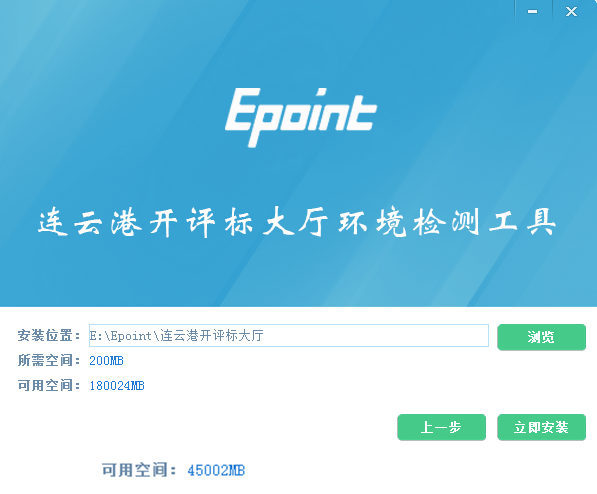 Epoint
连云港开评标大厅环境检测工具
安装位置： E:\Epoint\连云港开评标大厅 浏览
所需空间： 200MB
可用空间： 180024MB
上一步 立即安装
可用空间： 45002MB